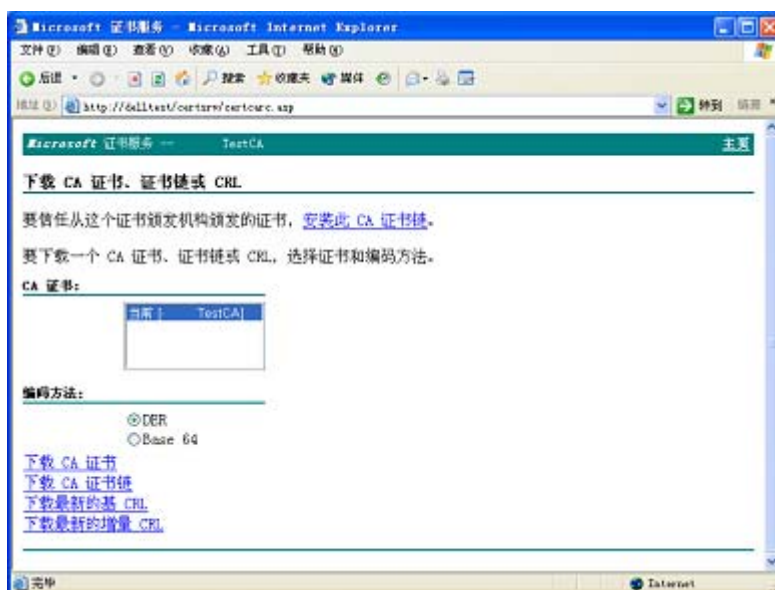 Microsoft 证书服务 - Microsoft Internet Explorer
文件(F) 编辑(E) 查看(V) 收藏(A) 工具(T) 帮助(H)
后退 搜索 收藏夹 媒体
地址(D) http://delltest/certsrv/certcarc.asp 转到 链接
Microsoft 证书服务 -- TestCA 主页
下载 CA 证书、证书链或 CRL
要信任从这个证书颁发机构颁发的证书，安装此 CA 证书链。
要下载一个 CA 证书、证书链或 CRL，选择证书和编码方法。
CA 证书:
当前 [ TestCA]
编码方法:
DER
Base 64
下载 CA 证书
下载 CA 证书链
下载最新的基 CRL
下载最新的增量 CRL
完毕 Internet